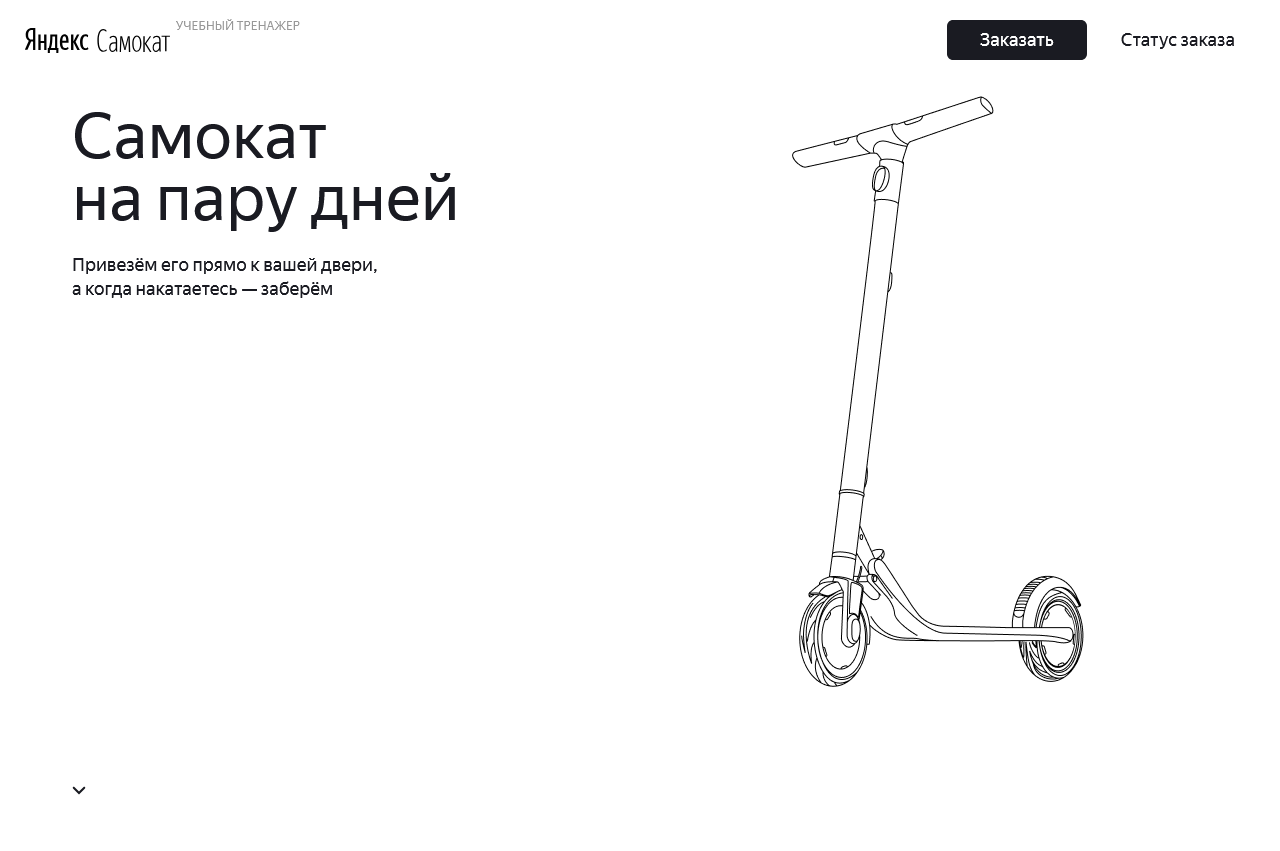 Яндекс Самокат
УЧЕБНЫЙ ТРЕНАЖЕР
Заказать
Статус заказа
Самокат
на пару дней
Привезём его прямо к вашей двери,
а когда накатаетесь — заберём